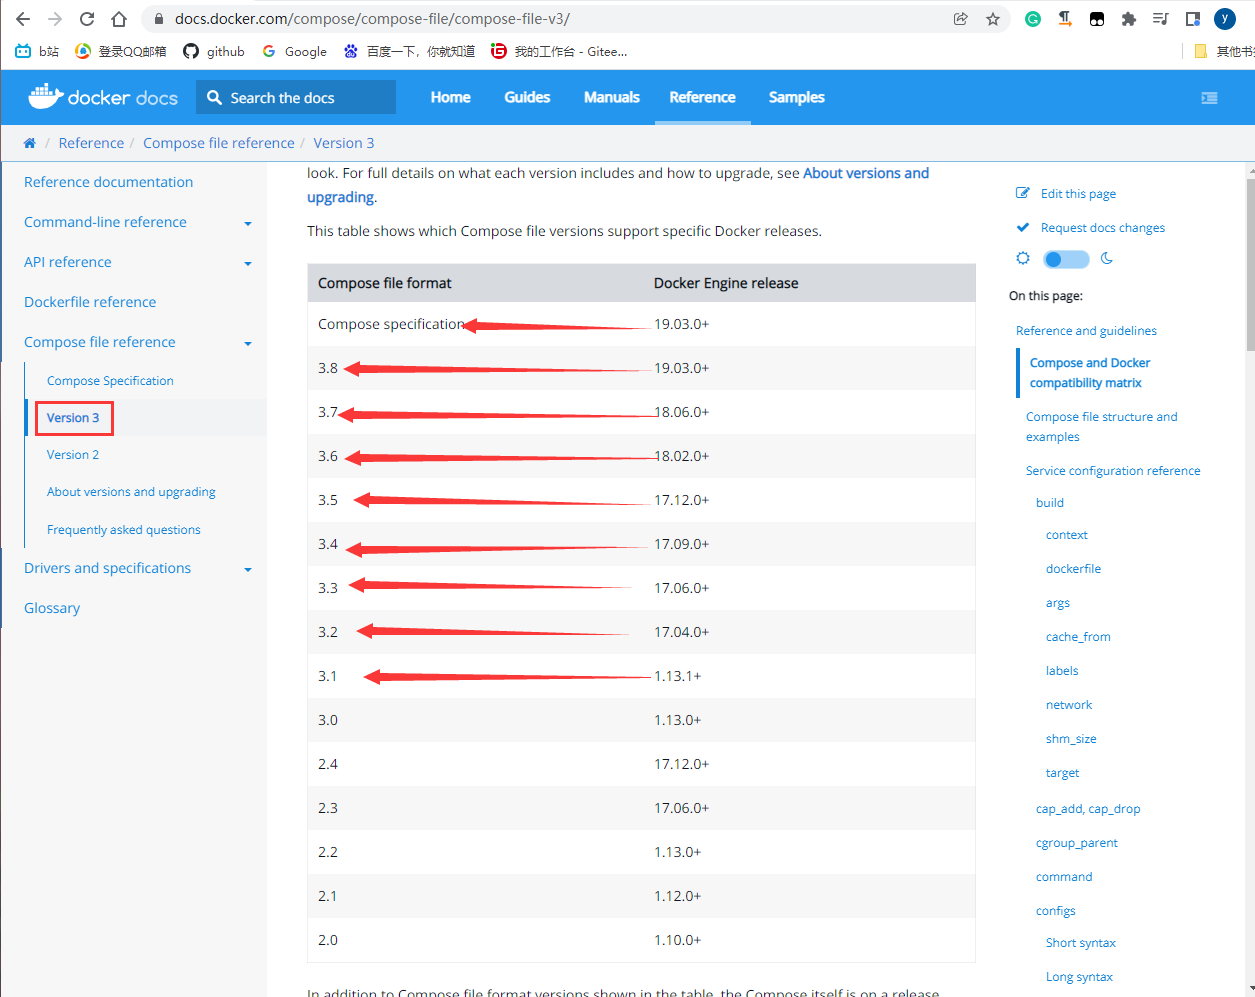 docs.docker.com/compose/compose-file/compose-file-v3/
y
b站 登录QQ邮箱 github Google 百度一下，你就知道 我的工作台 - Gitee... 其他书
docker docs
Search the docs
Home Guides Manuals Reference Samples
/ Reference / Compose file reference / Version 3
Reference documentation
Command-line reference
API reference
Dockerfile reference
Compose file reference
Compose Specification
Version 3
Version 2
About versions and upgrading
Frequently asked questions
Drivers and specifications
Glossary
look. For full details on what each version includes and how to upgrade, see About versions and
upgrading.
This table shows which Compose file versions support specific Docker releases.
Compose file format Docker Engine release
Compose specification 19.03.0+
3.8 19.03.0+
3.7 18.06.0+
3.6 18.02.0+
3.5 17.12.0+
3.4 17.09.0+
3.3 17.06.0+
3.2 17.04.0+
3.1 1.13.1+
3.0 1.13.0+
2.4 17.12.0+
2.3 17.06.0+
2.2 1.13.0+
2.1 1.12.0+
2.0 1.10.0+
In addition to Compose file format versions shown in the table, the Compose itself is on a release
Edit this page
Request docs changes
On this page:
Reference and guidelines
Compose and Docker
compatibility matrix
Compose file structure and
examples
Service configuration reference
build
context
dockerfile
args
cache_from
labels
network
shm_size
target
cap_add, cap_drop
cgroup_parent
command
configs
Short syntax
Long syntax